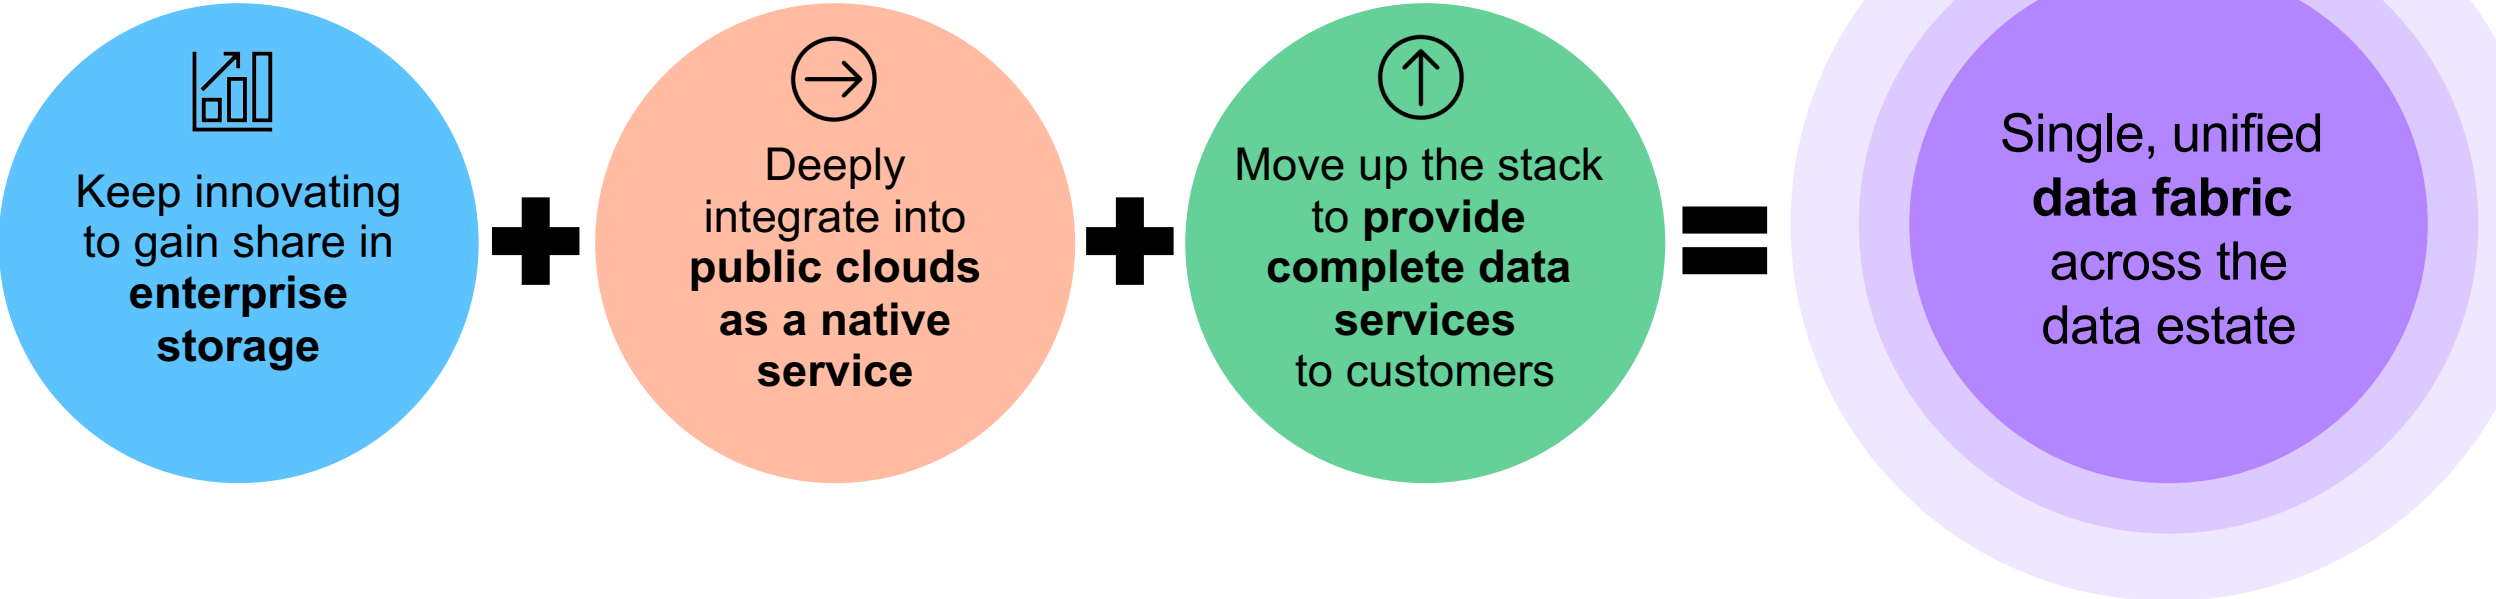 Keep innovating
to gain share in
enterprise
storage
+
Deeply
integrate into
public clouds
as a native
service
+
Move up the stack
to provide
complete data
services
to customers
=
Single, unified
data fabric
across the
data estate